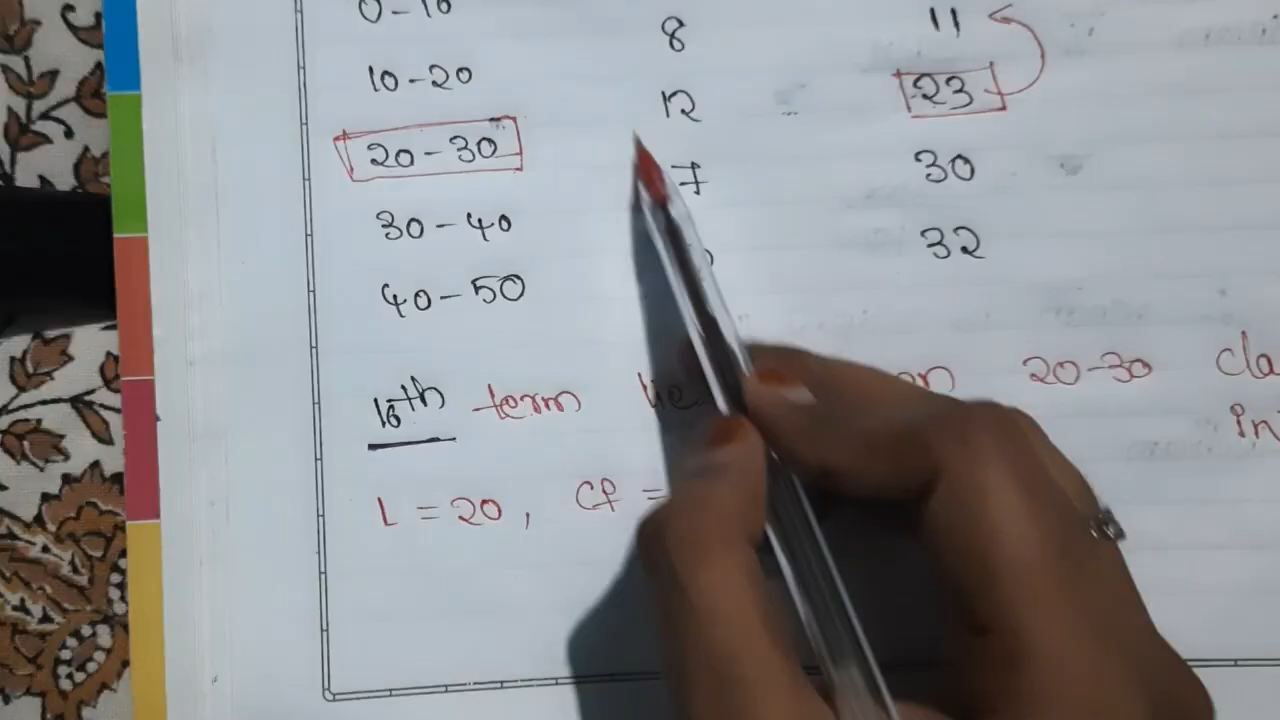 0-10 8 11
10-20 12 23
20-30 7 30
30-40 32
40-50
16th term 20-30 Cla
in
L = 20, Cf =